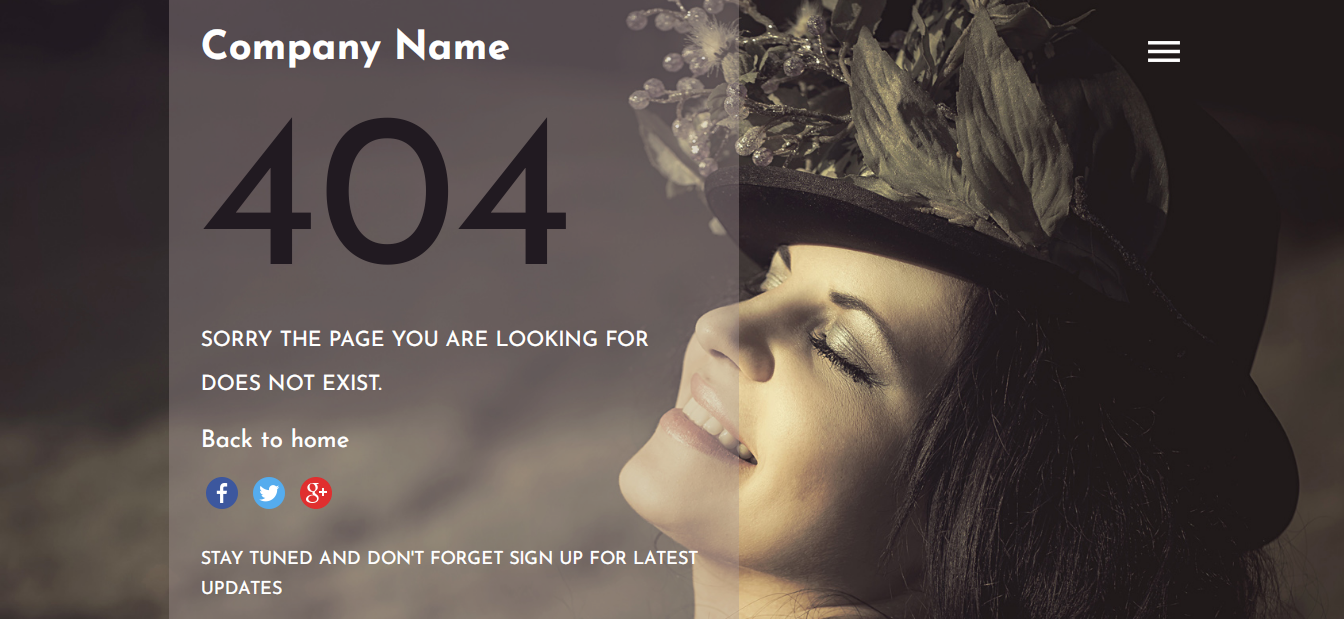 Company Name
404
SORRY THE PAGE YOU ARE LOOKING FOR
DOES NOT EXIST.
Back to home
STAY TUNED AND DON'T FORGET SIGN UP FOR LATEST
UPDATES